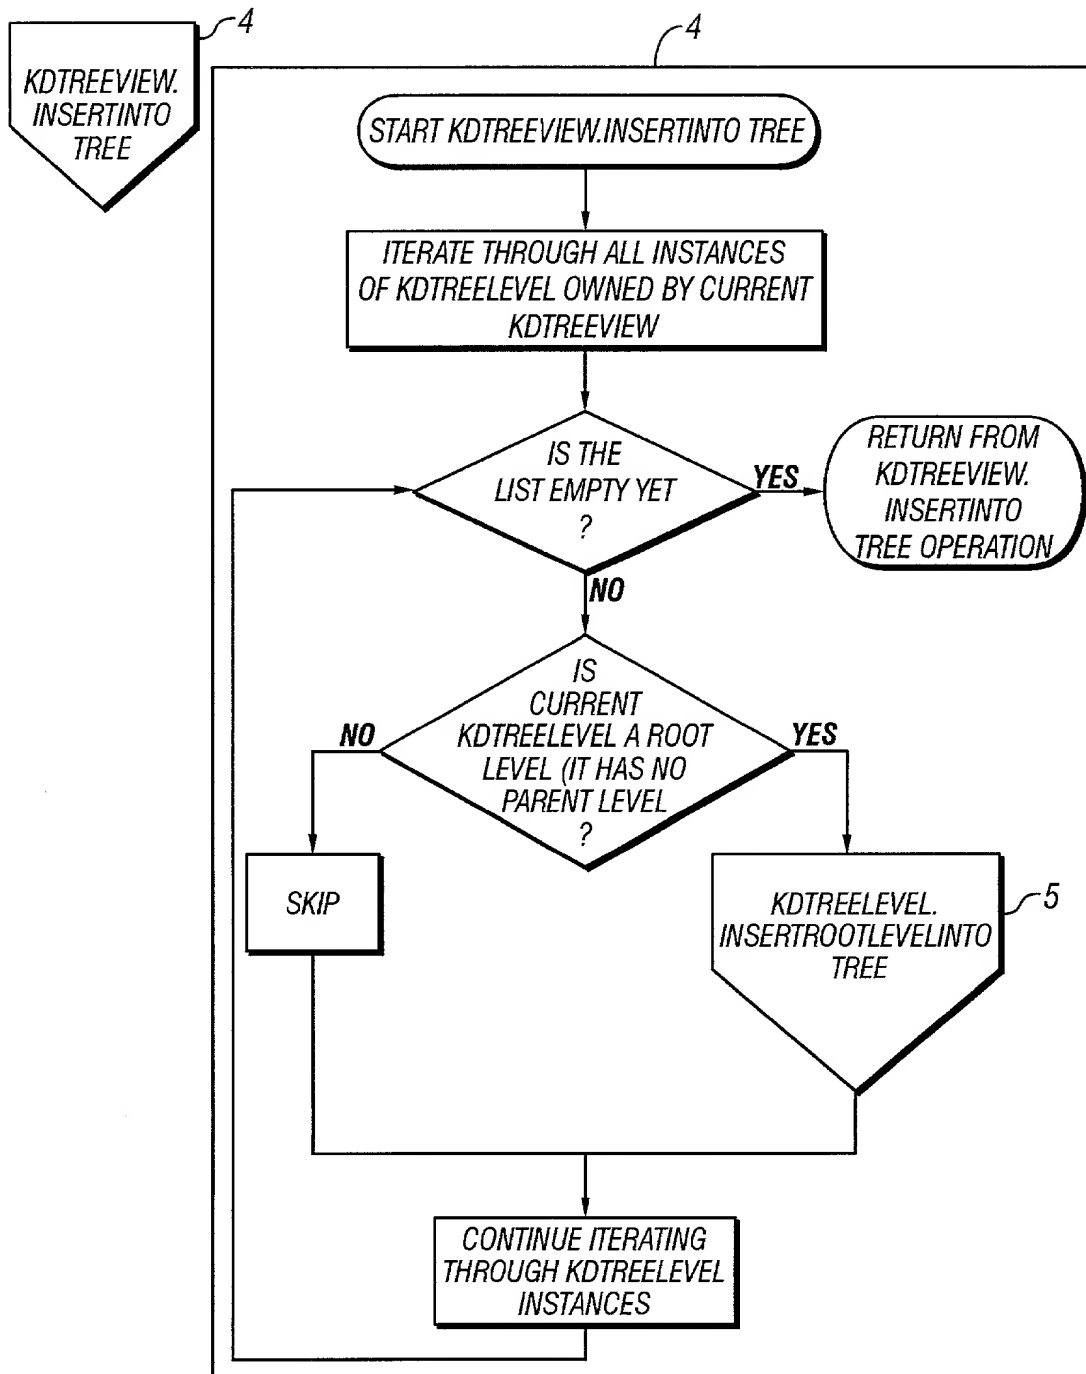 4
KDTREEVIEW.
INSERTINTO
TREE
4
START KDTREEVIEW.INSERTINTO TREE
ITERATE THROUGH ALL INSTANCES
OF KDTREELEVEL OWNED BY CURRENT
KDTREEVIEW
IS THE
LIST EMPTY YET
?
YES
RETURN FROM
KDTREEVIEW.
INSERTINTO
TREE OPERATION
NO
IS
CURRENT
KDTREELEVEL A ROOT
LEVEL (IT HAS NO
PARENT LEVEL
?
NO
YES
SKIP
KDTREELEVEL.
INSERTROOTLEVELINTO
TREE
5
CONTINUE ITERATING
THROUGH KDTREELEVEL
INSTANCES